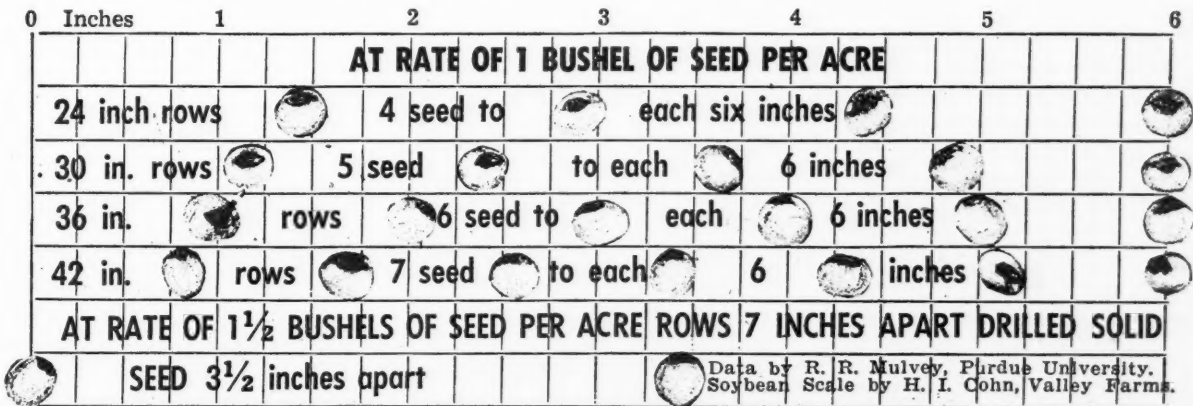 0 Inches 1 2 3 4 5 6
AT RATE OF 1 BUSHEL OF SEED PER ACRE
24 inch rows 4 seed to each six inches
30 in. rows 5 seed to each 6 inches
36 in. rows 6 seed to each 6 inches
42 in. rows 7 seed to each 6 inches
AT RATE OF 1½ BUSHELS OF SEED PER ACRE ROWS 7 INCHES APART DRILLED SOLID
SEED 3½ inches apart
Data by R. R. Mulvey, Purdue University.
Soybean Scale by H. I. Cohn, Valley Farms.